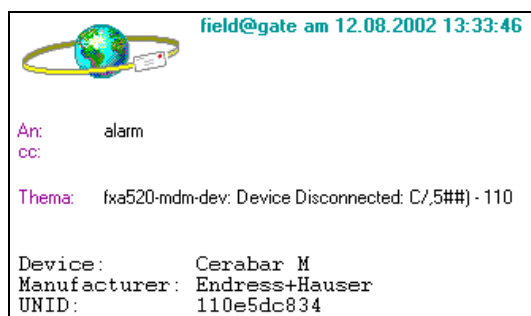 field@gate am 12.08.2002 13:33:46
An: alarm
cc:
Thema: fxa520-mdm-dev: Device Disconnected: C/,5##) - 110
Device: Cerabar M
Manufacturer: Endress+Hauser
UNID: 110e5dc834